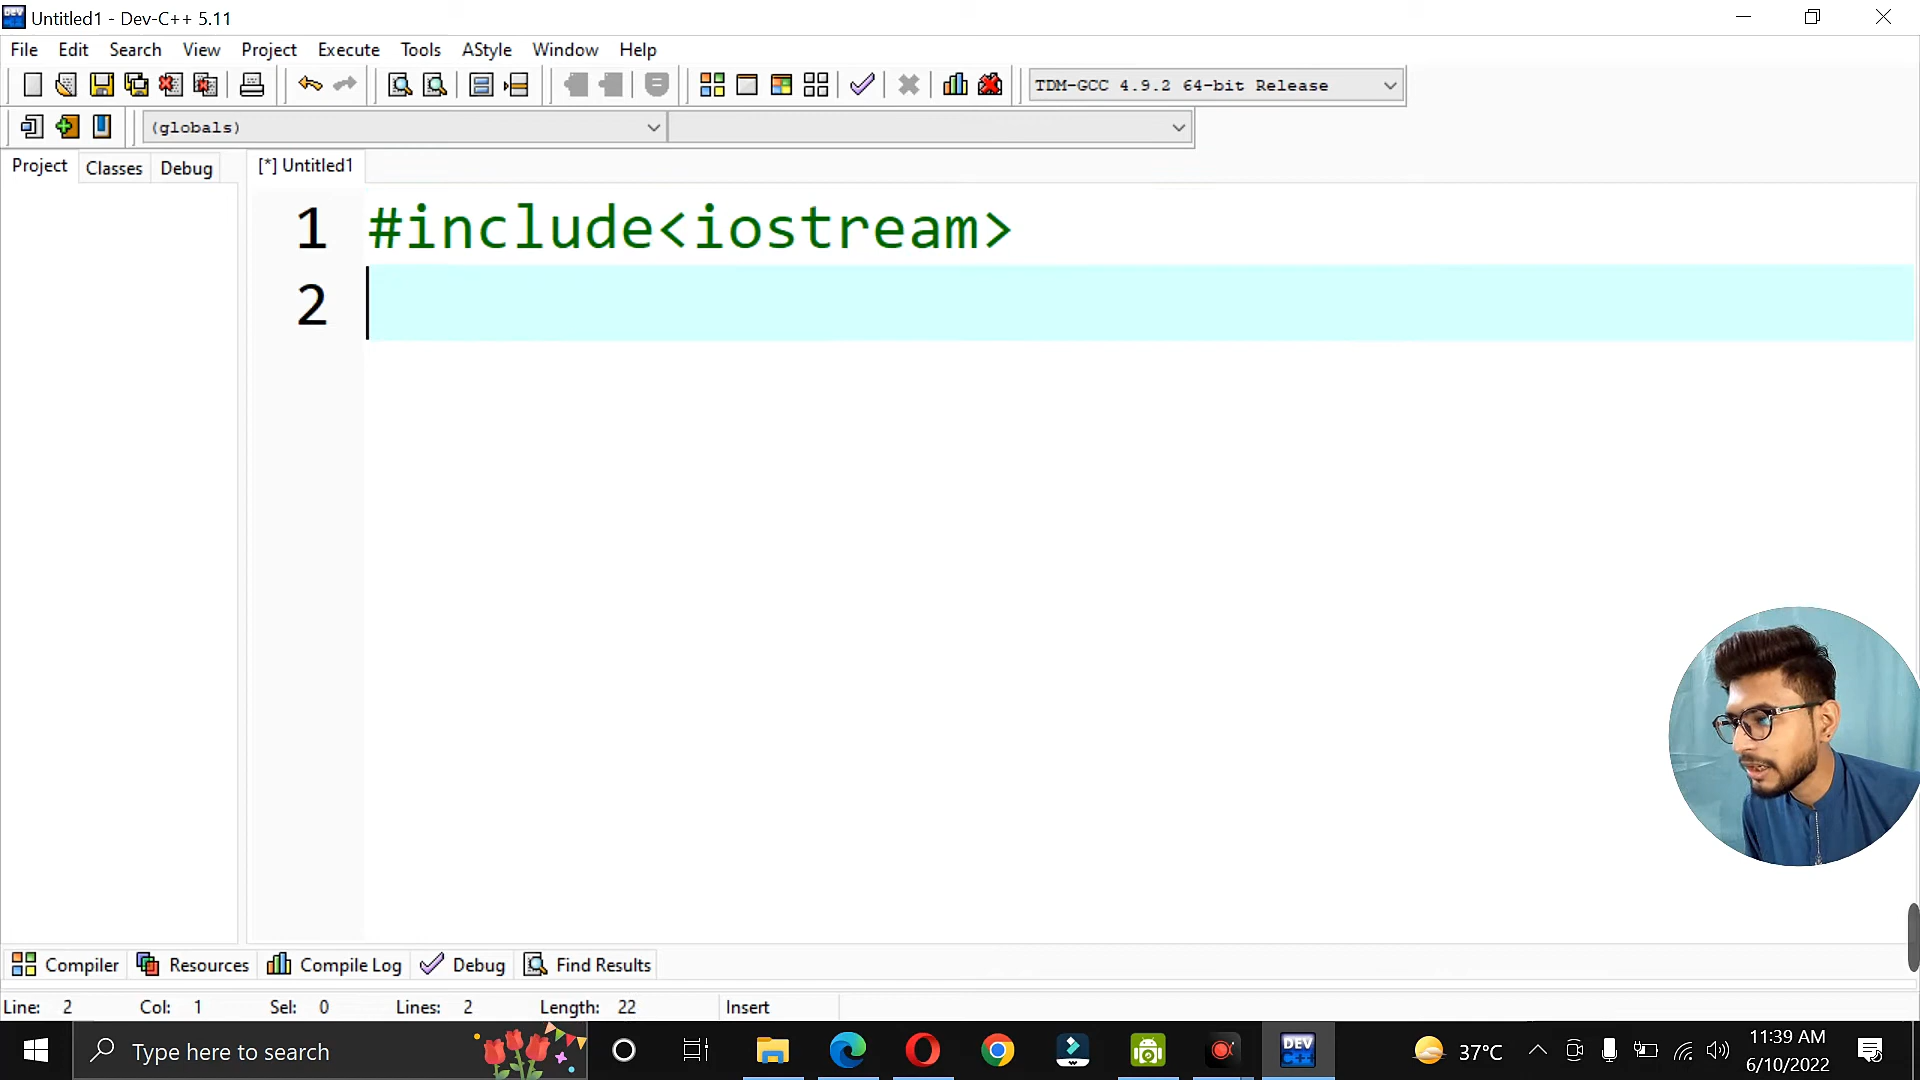 Untitled1 - Dev-C++ 5.11
File Edit Search View Project Execute Tools AStyle Window Help
TDM-GCC 4.9.2 64-bit Release
(globals)
Project Classes Debug [*] Untitled1
1 #include<iostream>
2
Compiler Resources Compile Log Debug Find Results
Line: 2 Col: 1 Sel: 0 Lines: 2 Length: 22 Insert
Type here to search
DEV C++
37°C
11:39 AM
6/10/2022